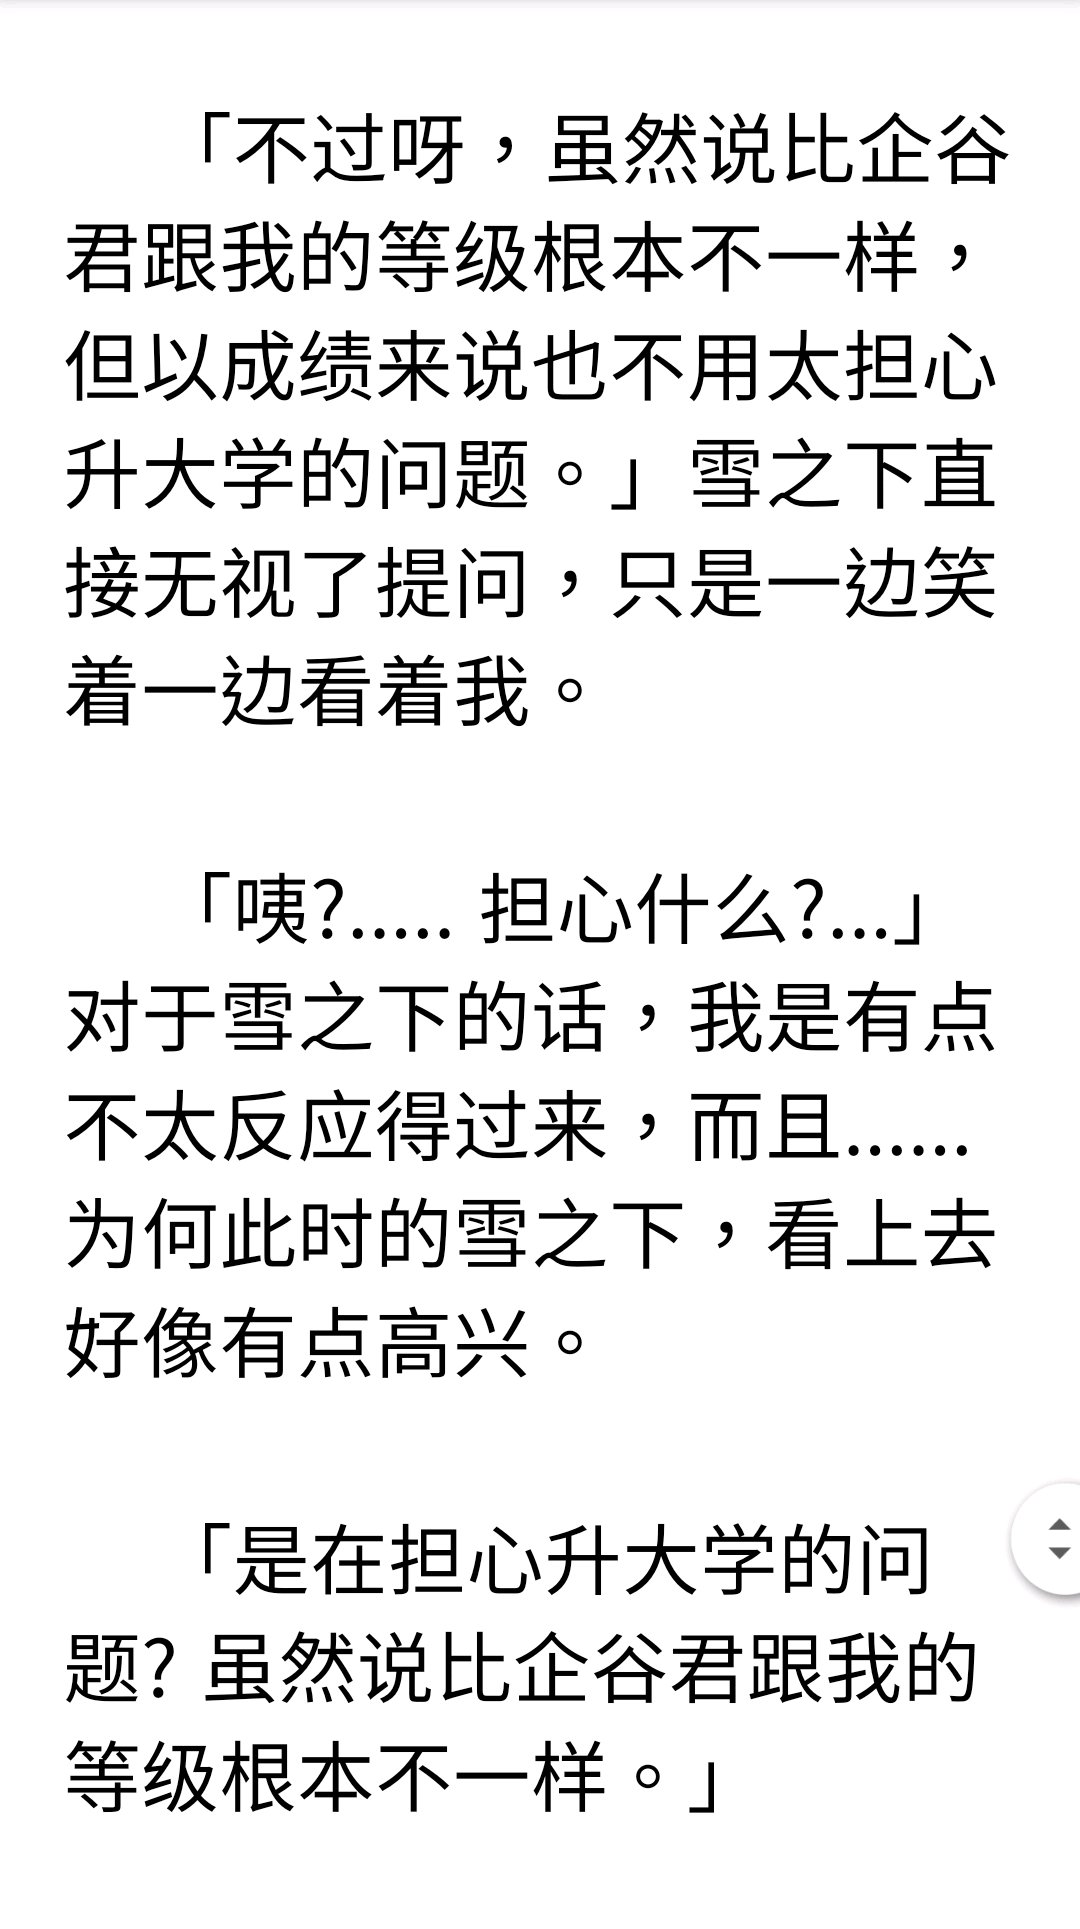 「不过呀，虽然说比企谷
君跟我的等级根本不一样，
但以成绩来说也不用太担心
升大学的问题。」雪之下直
接无视了提问，只是一边笑
着一边看着我。
「咦?..... 担心什么?...」
对于雪之下的话，我是有点
不太反应得过来，而且......
为何此时的雪之下，看上去
好像有点高兴。
「是在担心升大学的问
题? 虽然说比企谷君跟我的
等级根本不一样。」